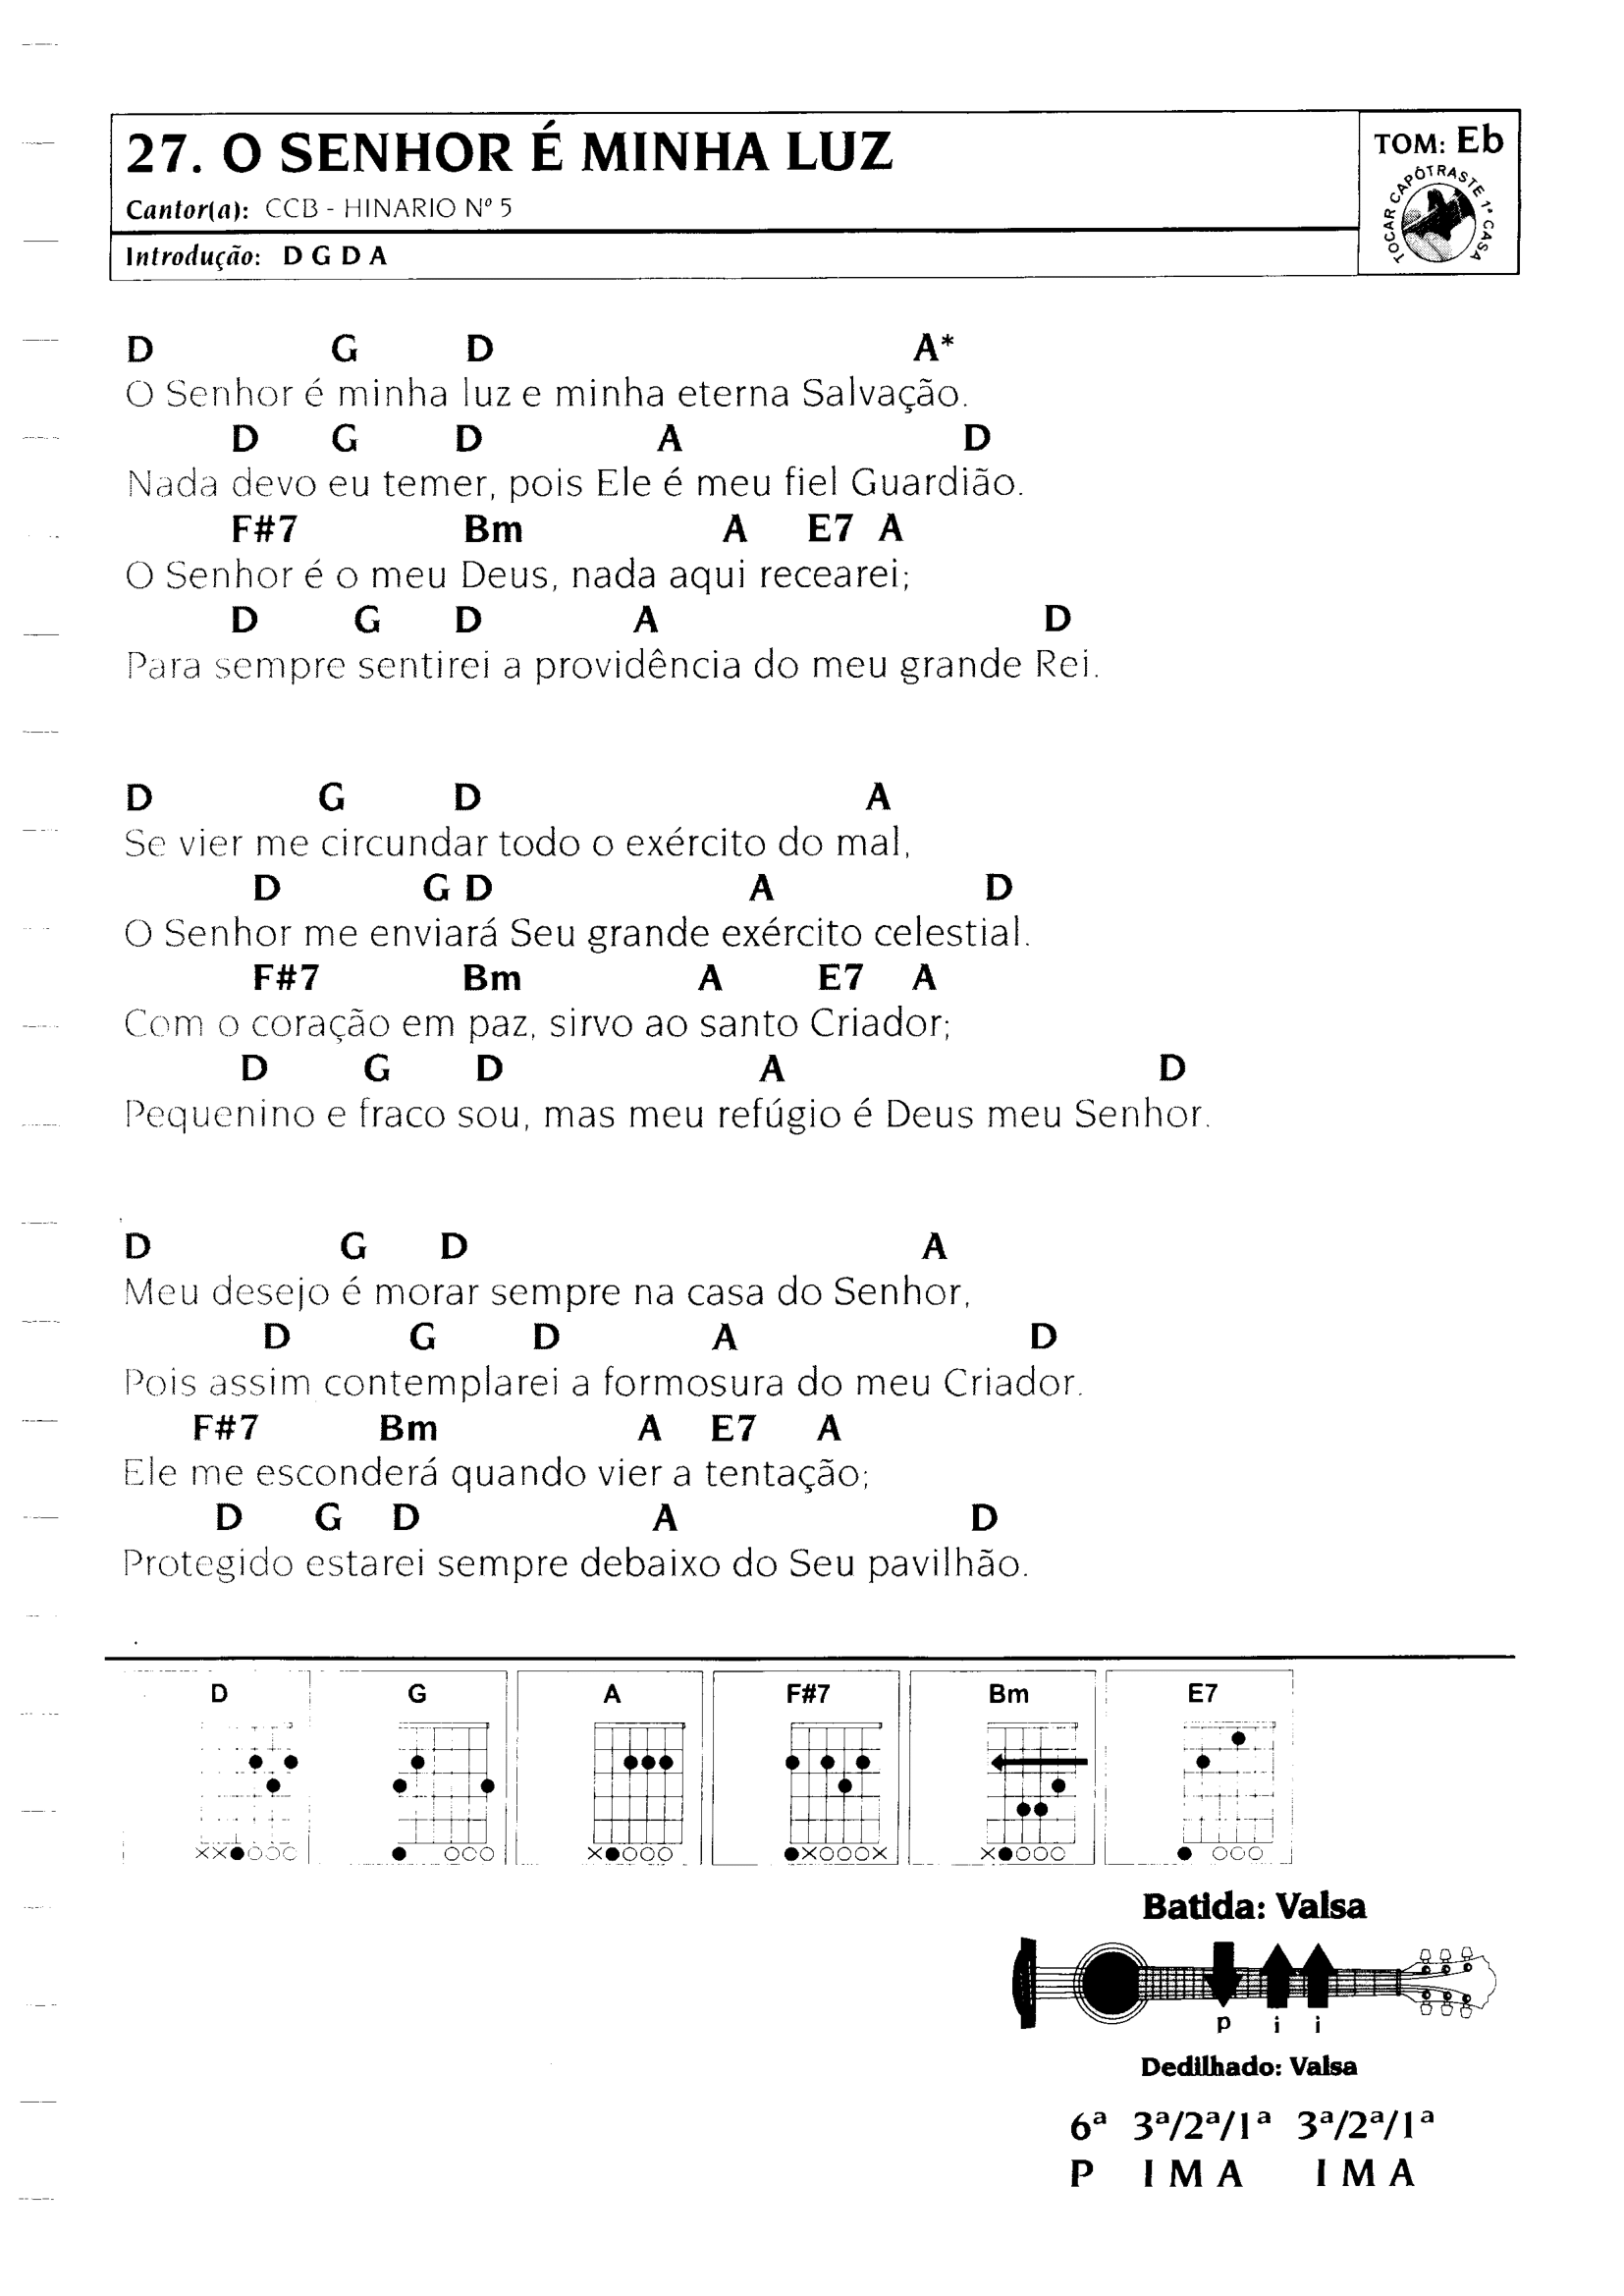 27. O SENHOR É MINHA LUZ
Cantor(a): CCB - HINARIO Nº 5
Introdução: D G D A
TOM: Eb
TOCAR CAPÓTRASTE 1ª CASA
D G D A*
O Senhor é minha luz e minha eterna Salvação.
D G D A D
Nada devo eu temer, pois Ele é meu fiel Guardião.
F#7 Bm A E7 A
O Senhor é o meu Deus, nada aqui recearei;
D G D A D
Para sempre sentirei a providência do meu grande Rei.
D G D A
Se vier me circundar todo o exército do mal,
D G D A D
O Senhor me enviará Seu grande exército celestial.
F#7 Bm A E7 A
Com o coração em paz, sirvo ao santo Criador;
D G D A D
Pequenino e fraco sou, mas meu refúgio é Deus meu Senhor.
D G D A
Meu desejo é morar sempre na casa do Senhor,
D G D A D
Pois assim contemplarei a formosura do meu Criador.
F#7 Bm A E7 A
Ele me esconderá quando vier a tentação;
D G D A D
Protegido estarei sempre debaixo do Seu pavilhão.
D G A F#7 Bm E7
Batida: Valsa
p i i
Dedilhado: Valsa
6ª 3ª/2ª/1ª 3ª/2ª/1ª
P I M A I M A